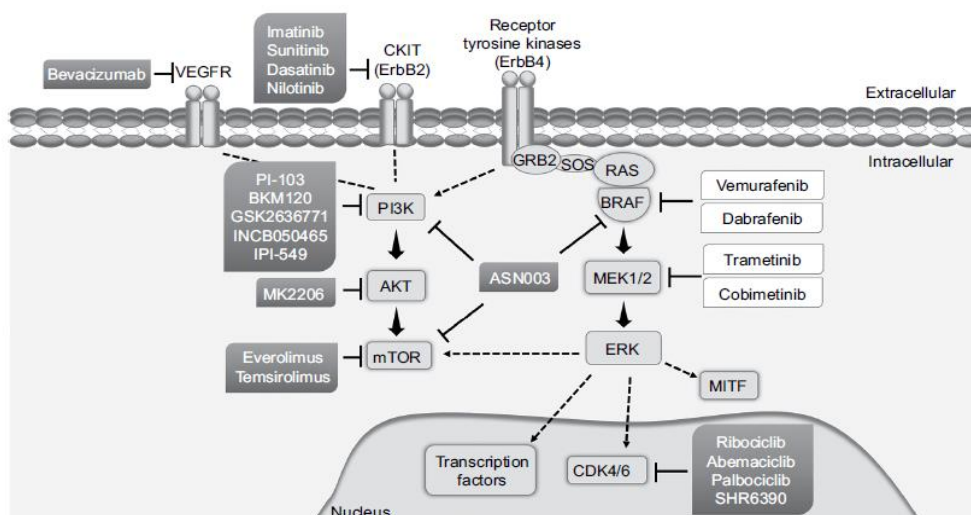 Imatinib
Sunitinib
Dasatinib
Nilotinib
CKIT
(ErbB2)
Receptor
tyrosine kinases
(ErbB4)
Bevacizumab
VEGFR
Extracellular
Intracellular
GRB2
SOS
RAS
BRAF
PI-103
BKM120
GSK2636771
INCB050465
IPI-549
PI3K
Vemurafenib
Dabrafenib
Trametinib
Cobimetinib
MK2206
AKT
ASN003
MEK1/2
Everolimus
Temsirolimus
mTOR
ERK
MITF
Transcription
factors
CDK4/6
Ribociclib
Abemaciclib
Palbociclib
SHR6390
Nucleus